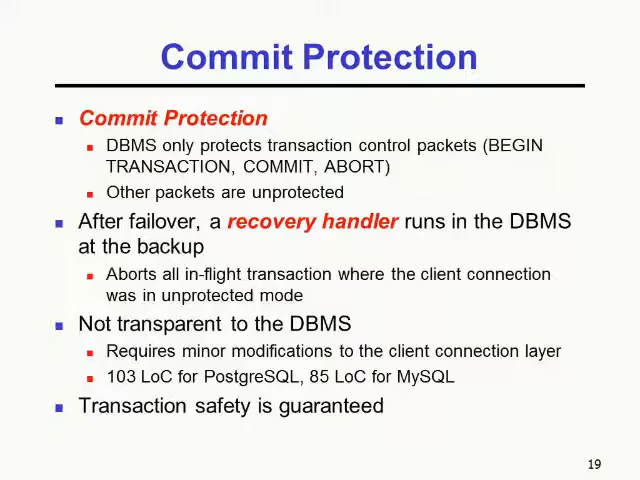 Commit Protection
Commit Protection
DBMS only protects transaction control packets (BEGIN
TRANSACTION, COMMIT, ABORT)
Other packets are unprotected
After failover, a recovery handler runs in the DBMS
at the backup
Aborts all in-flight transaction where the client connection
was in unprotected mode
Not transparent to the DBMS
Requires minor modifications to the client connection layer
103 LoC for PostgreSQL, 85 LoC for MySQL
Transaction safety is guaranteed
19